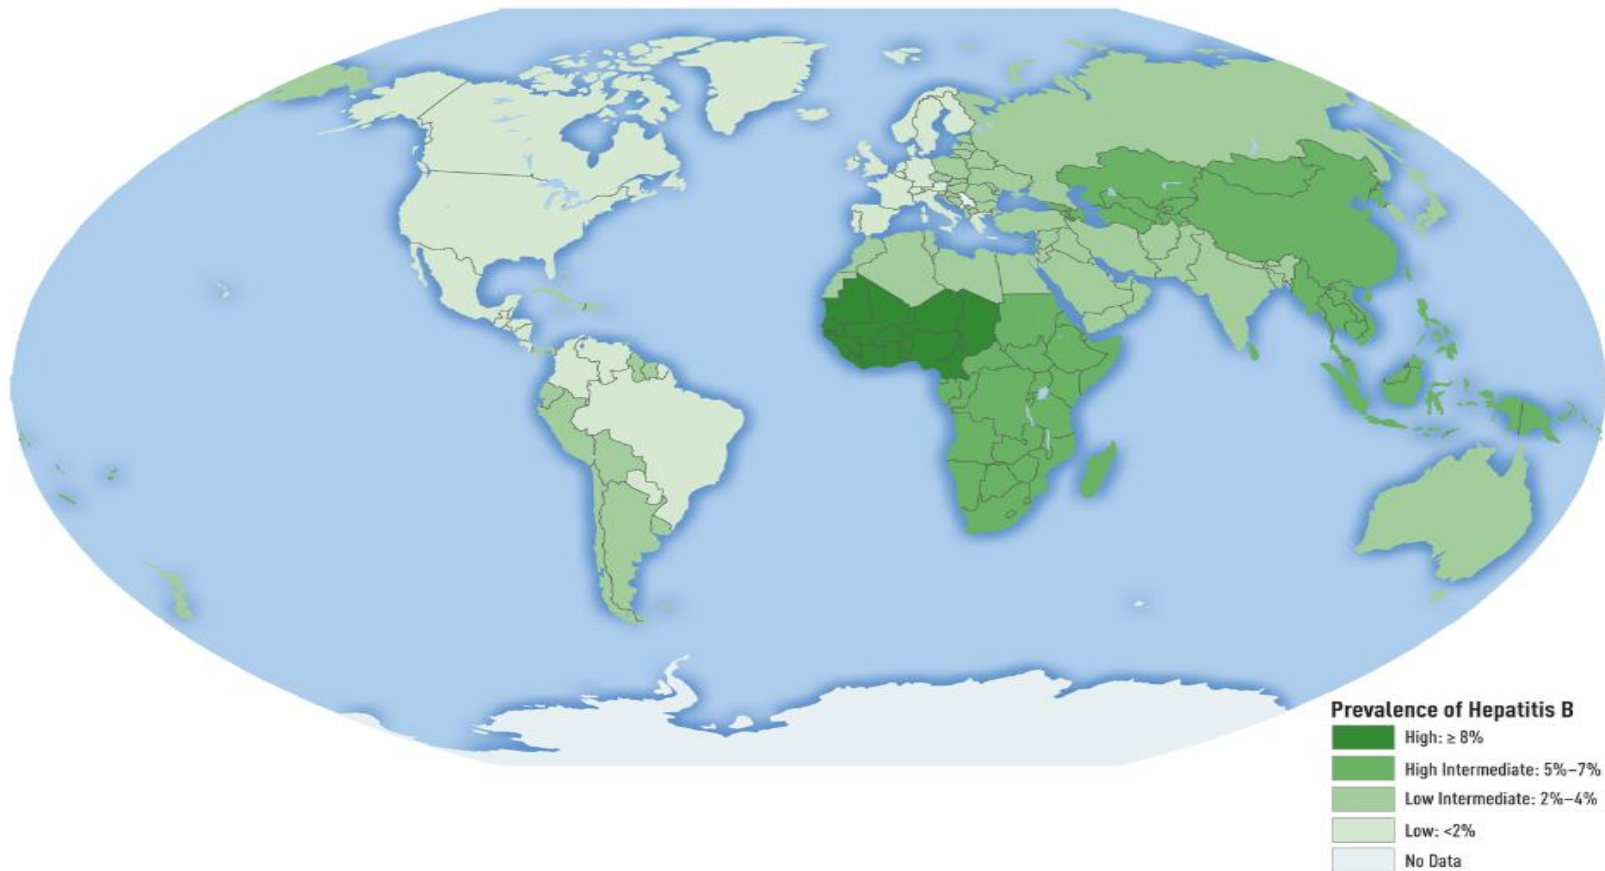 Prevalence of Hepatitis B
High: ≥ 8%
High Intermediate: 5%–7%
Low Intermediate: 2%–4%
Low: <2%
No Data